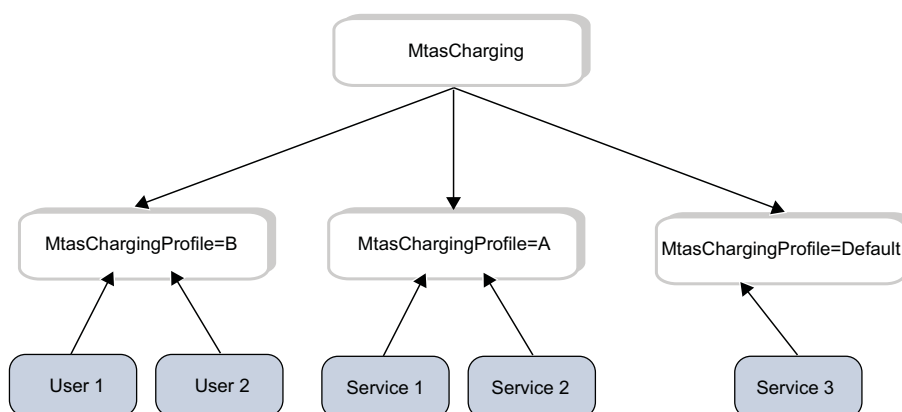 MtasCharging
MtasChargingProfile=B
MtasChargingProfile=A
MtasChargingProfile=Default
User 1
User 2
Service 1
Service 2
Service 3